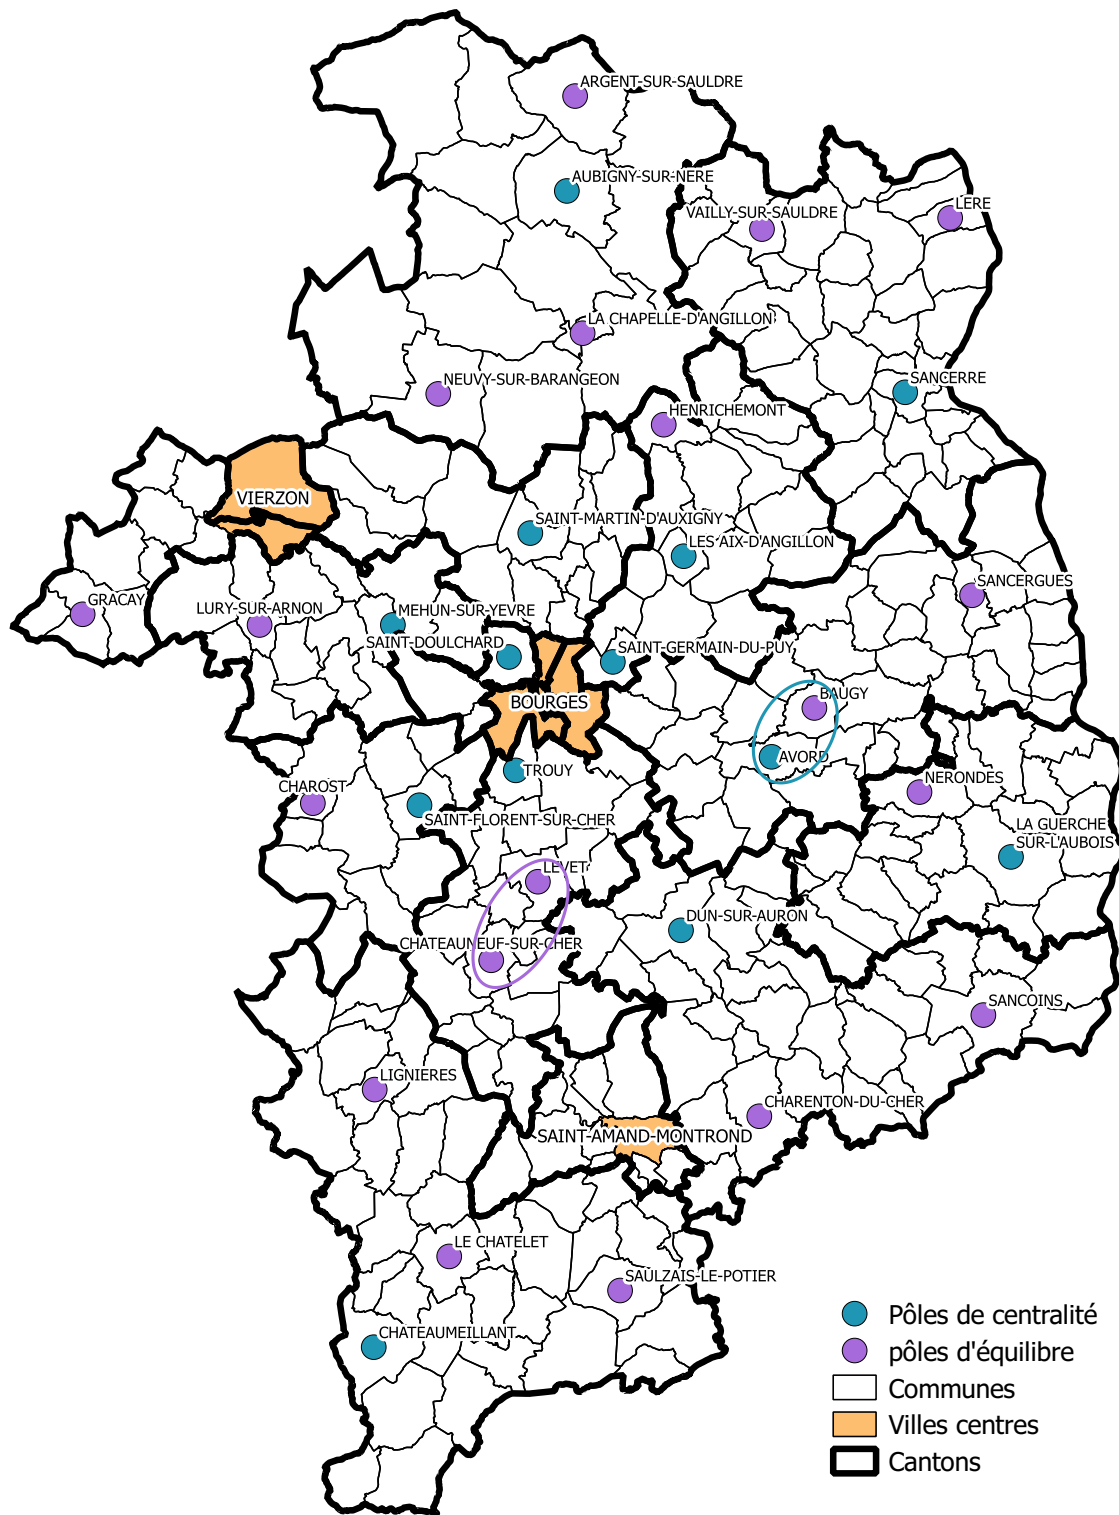 ARGENT-SUR-SAULDRE
AUBIGNY-SUR-NERE
VAILLY-SUR-SAULDRE
LERE
LA CHAPELLE-D'ANGILLON
NEUVY-SUR-BARANGEON
SANCERRE
HENRICHEMONT
VIERZON
SAINT-MARTIN-D'AUXIGNY
LES AIX-D'ANGILLON
SANCERGUES
GRACAY
LURY-SUR-ARNON
MEHUN-SUR-YEVRE
SAINT-DOULCHARD
SAINT-GERMAIN-DU-PUY
BOURGES
BAUGY
AVORD
TROUY
CHAROST
NERONDES
SAINT-FLORENT-SUR-CHER
LA GUERCHE
SUR-L'AUBOIS
LEVET
DUN-SUR-AURON
CHATEAUNEUF-SUR-CHER
SANCOINS
LIGNIERES
CHARENTON-DU-CHER
SAINT-AMAND-MONTROND
LE CHATELET
SAULZAIS-LE-POTIER
CHATEAUMEILLANT
Pôles de centralité
pôles d'équilibre
Communes
Villes centres
Cantons